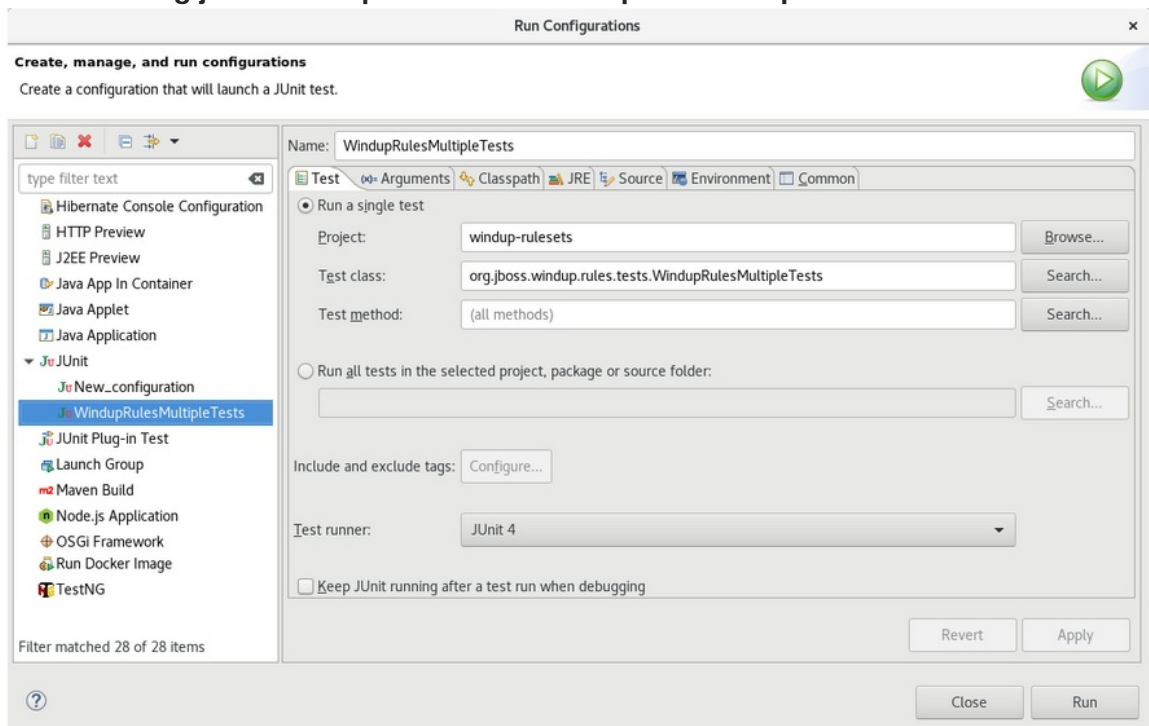 Run Configurations
Create, manage, and run configurations
Create a configuration that will launch a JUnit test.
type filter text
Hibernate Console Configuration
HTTP Preview
J2EE Preview
Java App In Container
Java Applet
Java Application
JUnit
New_configuration
WindupRulesMultipleTests
JUnit Plug-in Test
Launch Group
Maven Build
Node.js Application
OSGi Framework
Run Docker Image
TestNG
Filter matched 28 of 28 items
Name: WindupRulesMultipleTests
Test Arguments Classpath JRE Source Environment Common
Run a single test
Project: windup-rulesets Browse...
Test class: org.jboss.windup.rules.tests.WindupRulesMultipleTests Search...
Test method: (all methods) Search...
Run all tests in the selected project, package or source folder:
Search...
Include and exclude tags: Configure...
Test runner: JUnit 4
Keep JUnit running after a test run when debugging
Revert Apply
Close Run